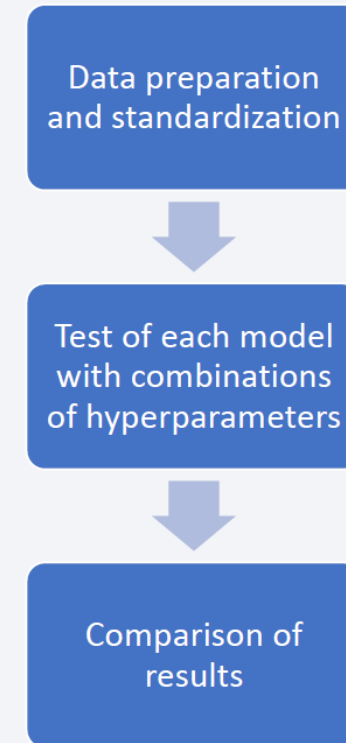 Data preparation
and standardization
Test of each model
with combinations
of hyperparameters
Comparison of
results